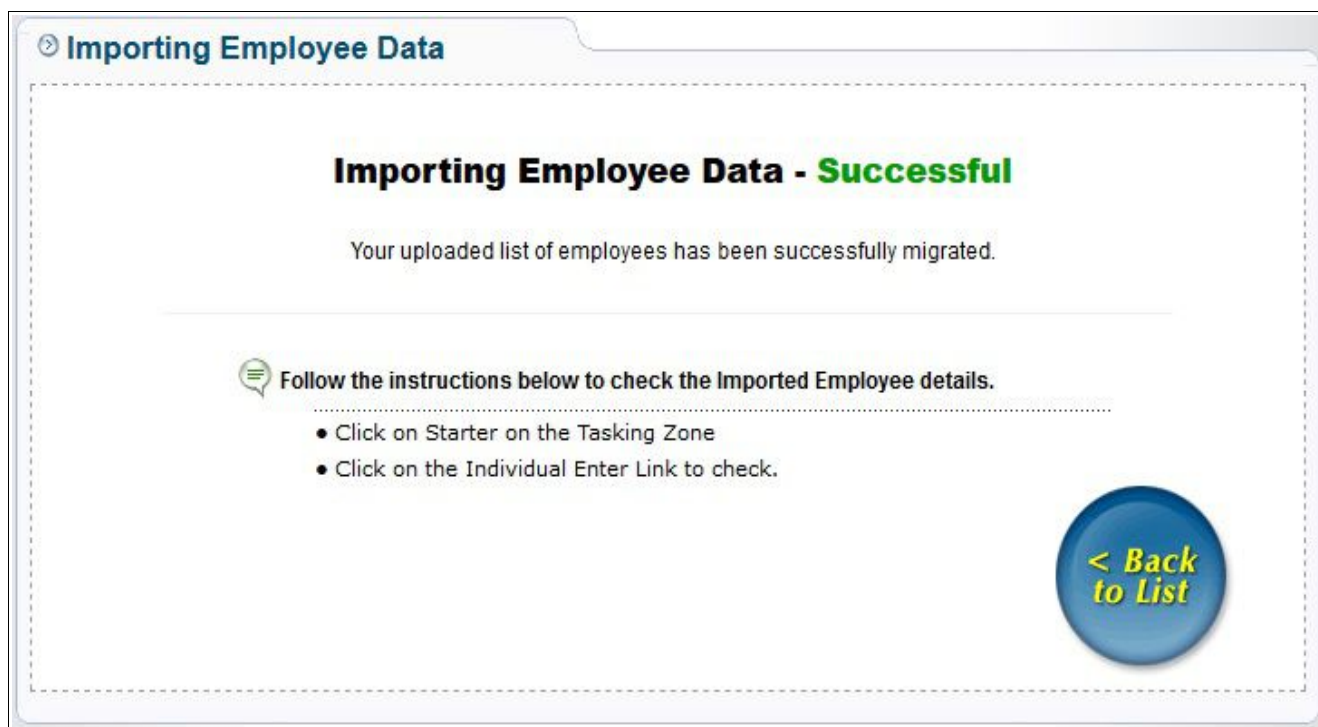 Importing Employee Data
Importing Employee Data - Successful
Your uploaded list of employees has been successfully migrated.
Follow the instructions below to check the Imported Employee details.
● Click on Starter on the Tasking Zone
● Click on the Individual Enter Link to check.
< Back
to List